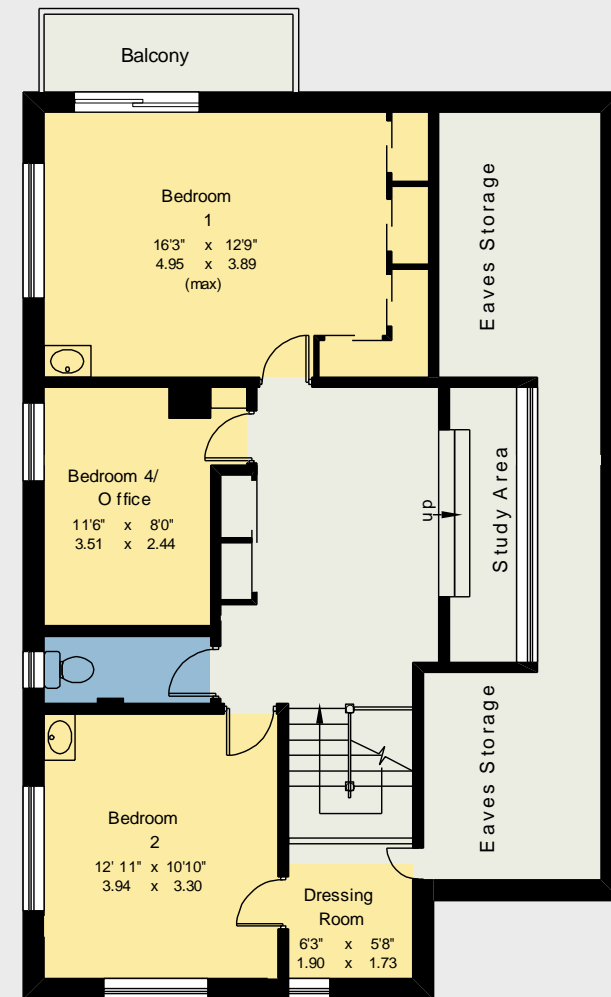 Balcony
Bedroom
1
16'3" x 12'9"
4.95 x 3.89
(max)
Eaves Storage
Bedroom 4/
Office
11'6" x 8'0"
3.51 x 2.44
up
Study Area
Eaves Storage
Bedroom
2
12' 11" x 10'10"
3.94 x 3.30
Dressing
Room
6'3" x 5'8"
1.90 x 1.73